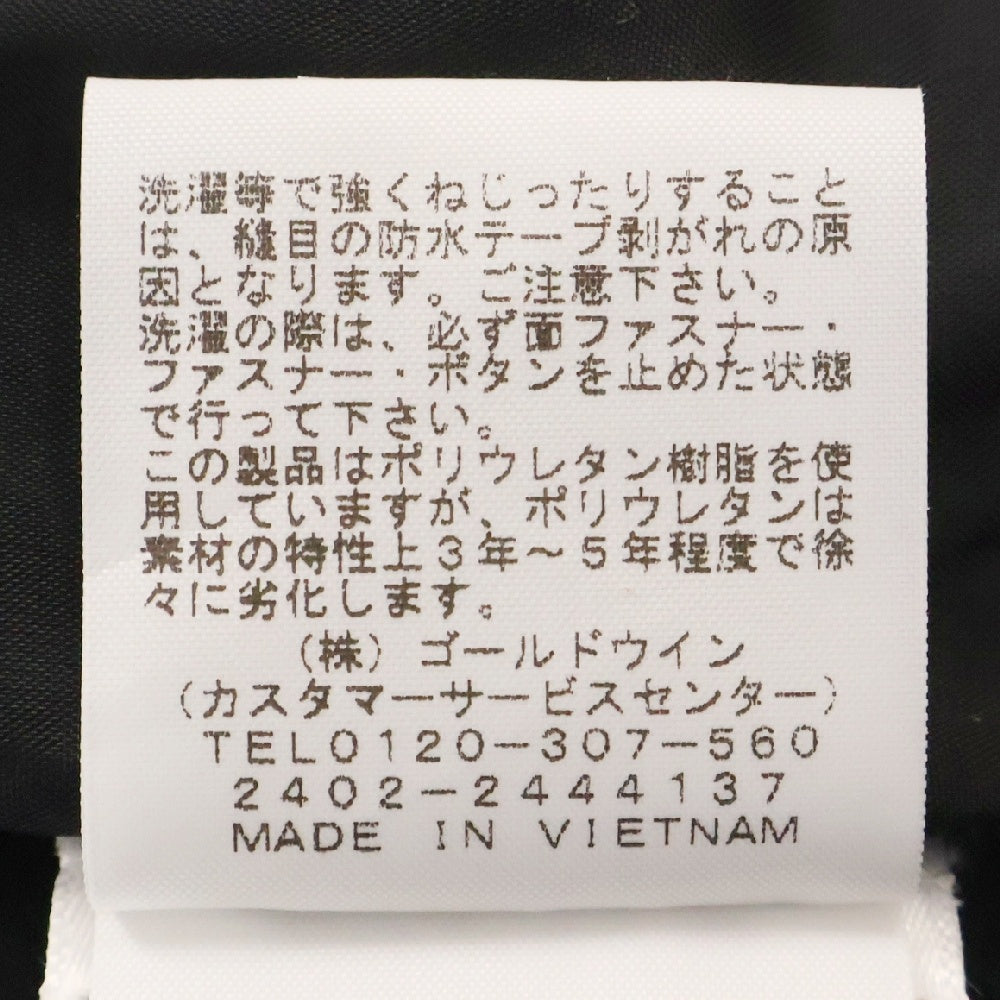 洗濯等で強くねじったりすること
は、縫目の防水テープ剥がれの原
因となります。ご注意下さい。
洗濯の際は、必ず面ファスナー・
ファスナー・ボタンを止めた状態
で行って下さい。
この製品はポリウレタン樹脂を使
用していますが、ポリウレタンは
素材の特性上3年~5年程度で徐
々に劣化します。
(株)ゴールドウイン
(カスタマーサービスセンター)
TEL0120-307-560
2402-2444137
MADE IN VIETNAM